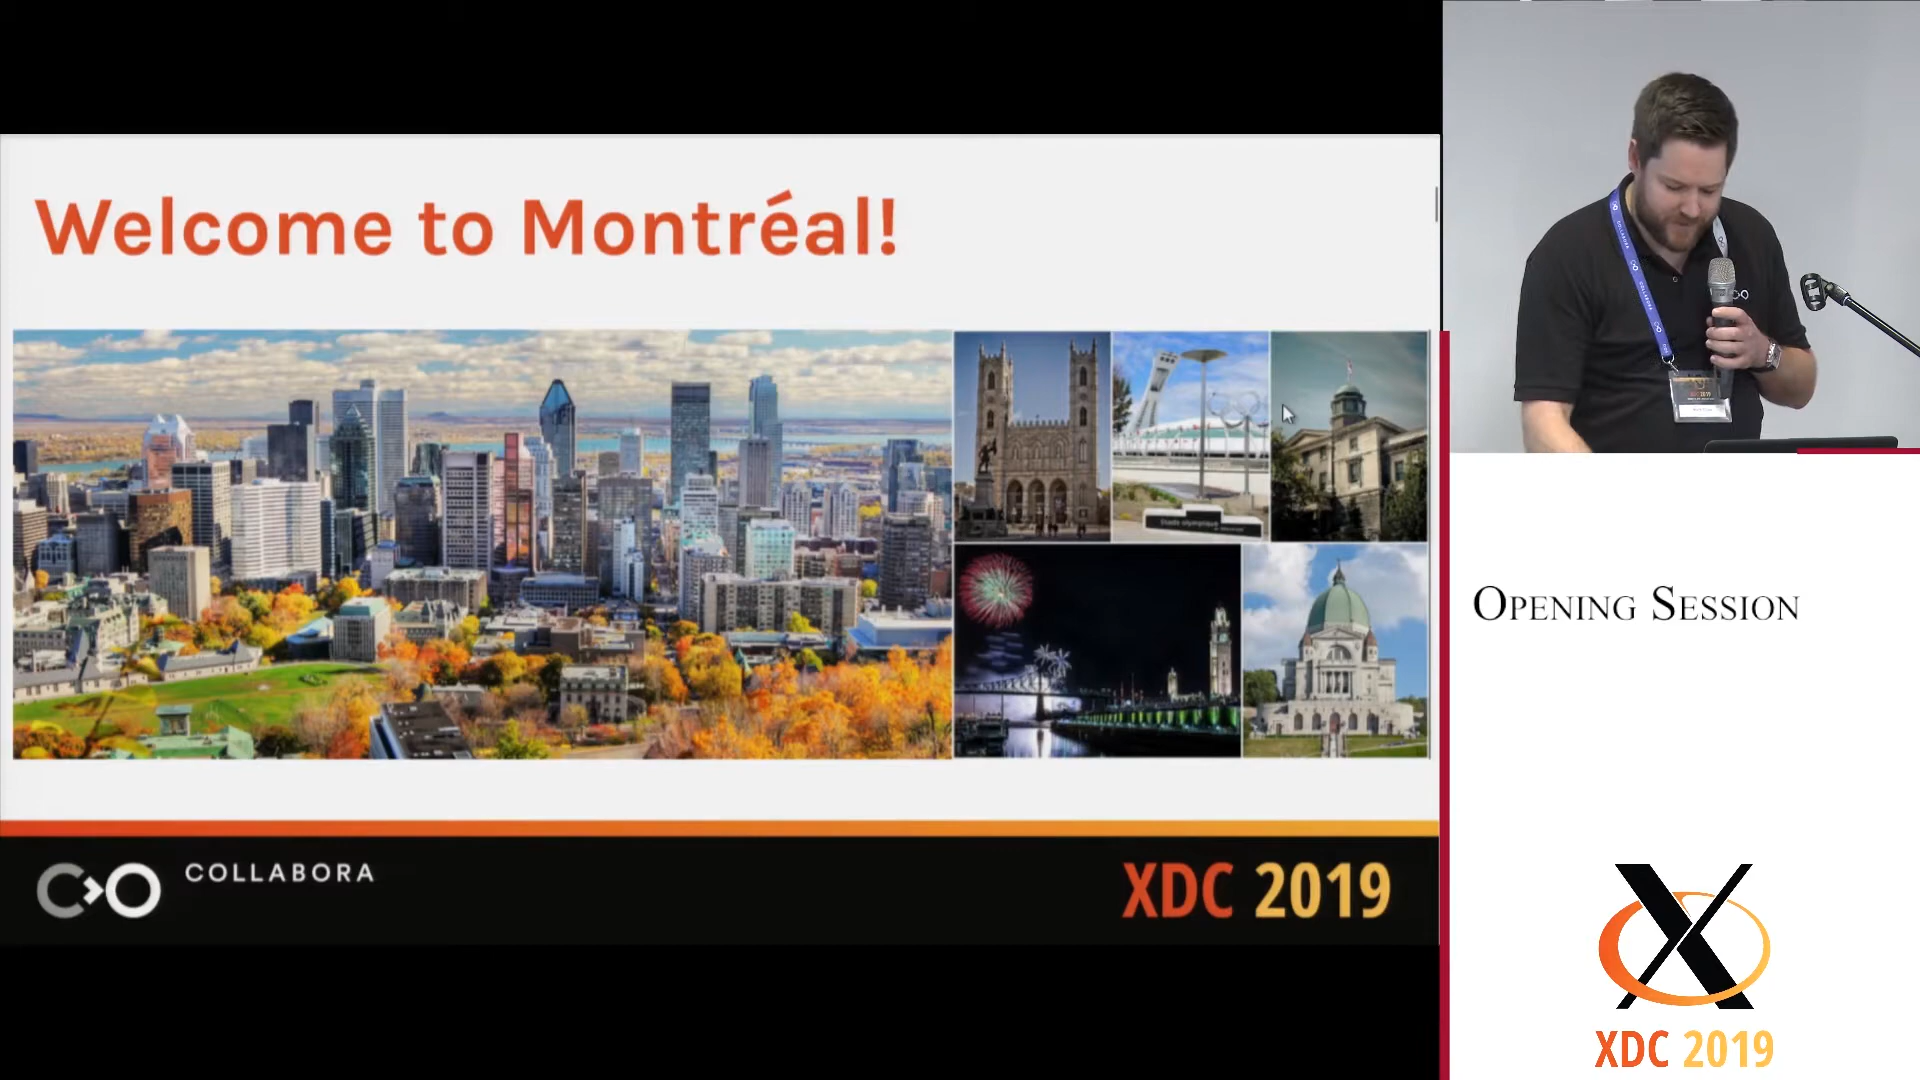 Welcome to Montréal!
COLLABORA
XDC 2019
OPENING SESSION
XDC 2019